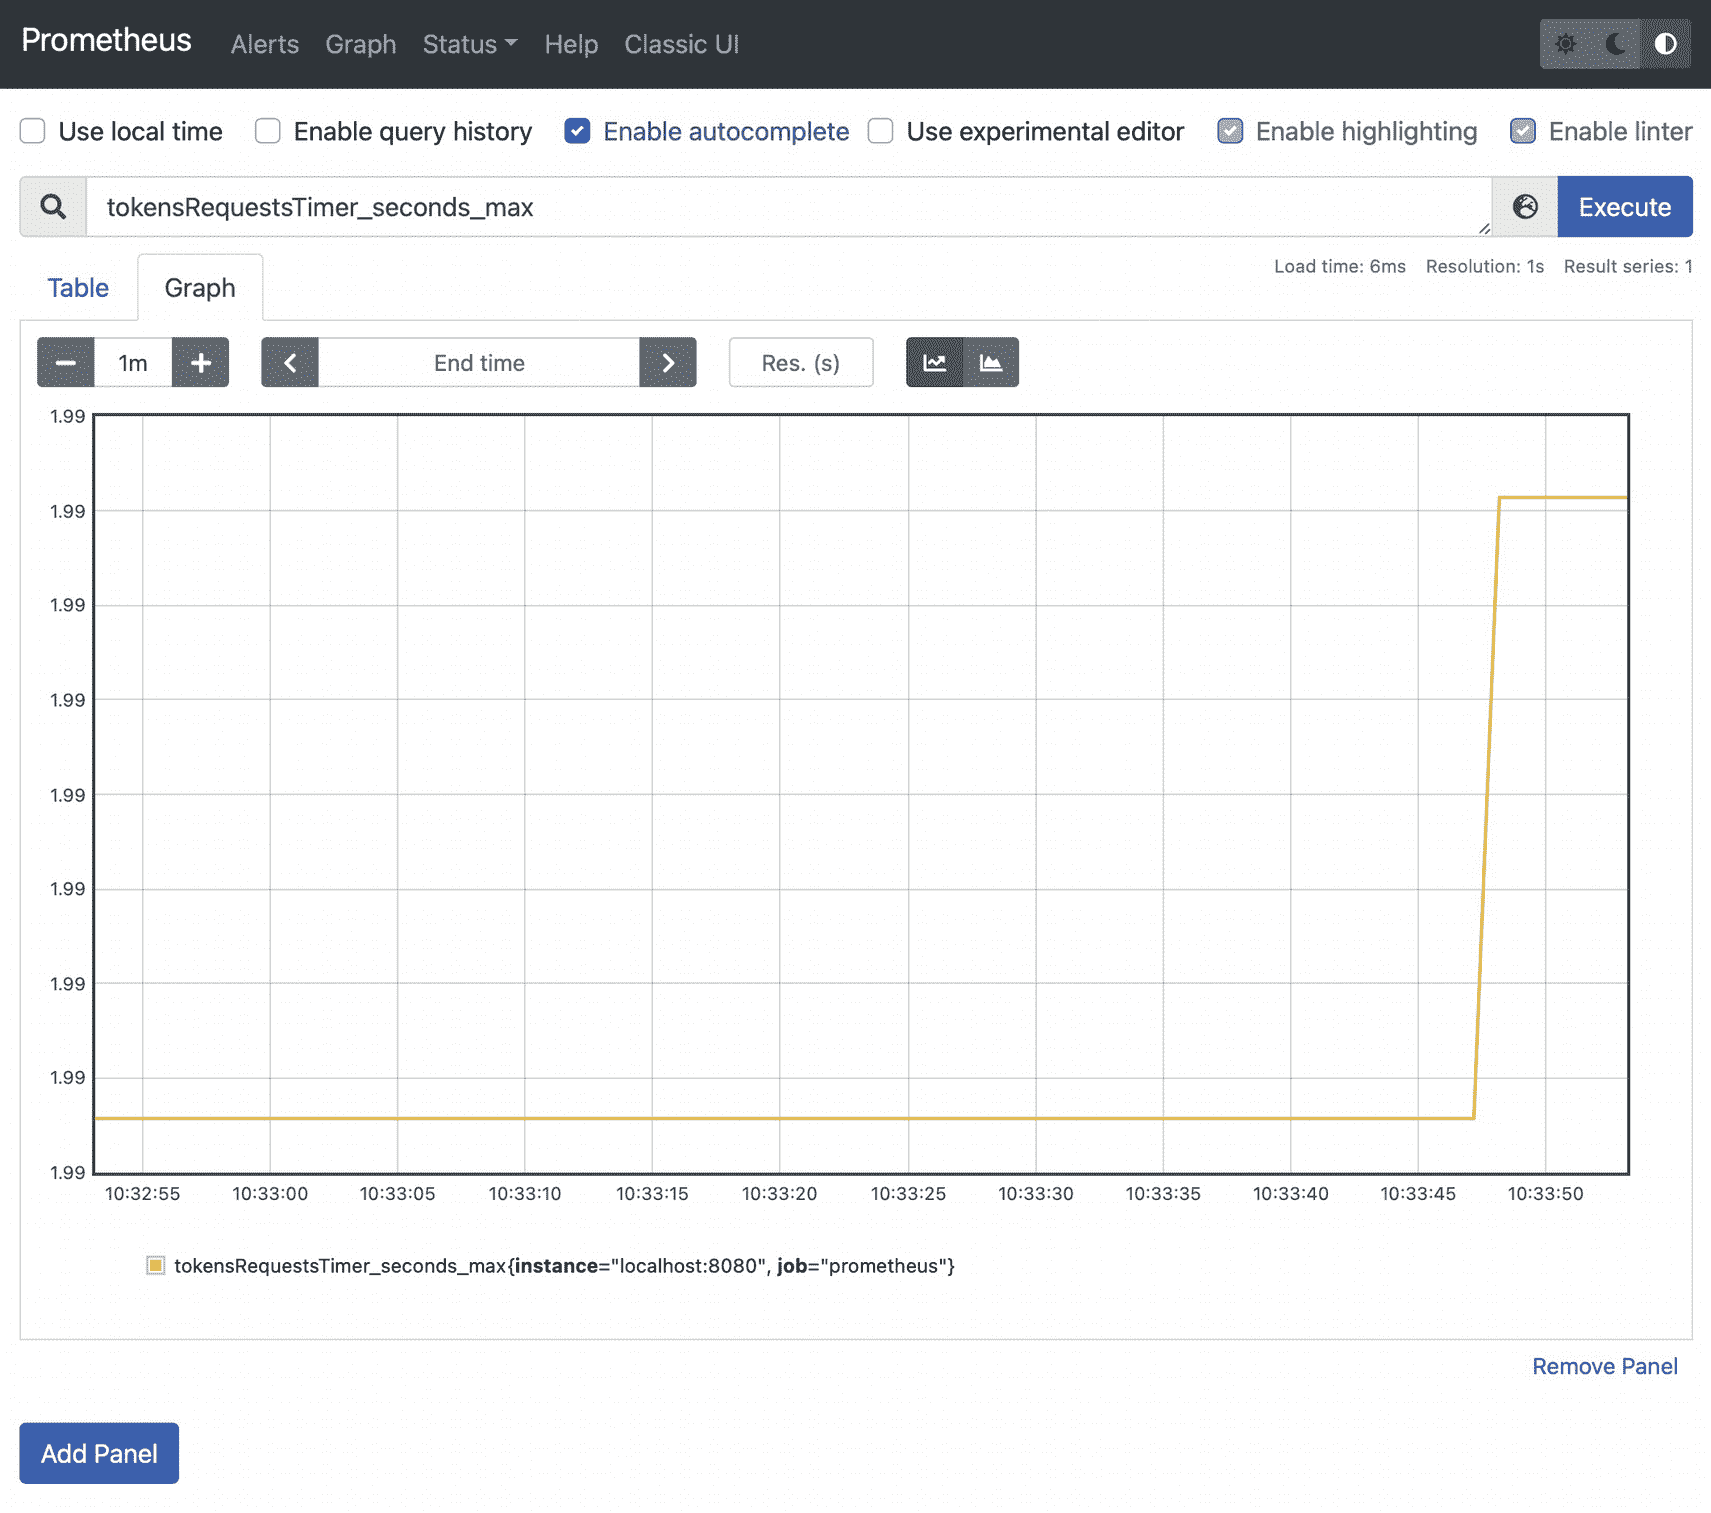 Prometheus Alerts Graph Status Help Classic UI
Use local time Enable query history Enable autocomplete Use experimental editor Enable highlighting Enable linter
tokensRequestsTimer_seconds_max Execute
Load time: 6ms Resolution: 1s Result series: 1
Table Graph
1m End time Res. (s)
1.99
1.99
1.99
1.99
1.99
1.99
1.99
1.99
1.99
10:32:55 10:33:00 10:33:05 10:33:10 10:33:15 10:33:20 10:33:25 10:33:30 10:33:35 10:33:40 10:33:45 10:33:50
tokensRequestsTimer_seconds_max{instance="localhost:8080", job="prometheus"}
Remove Panel
Add Panel